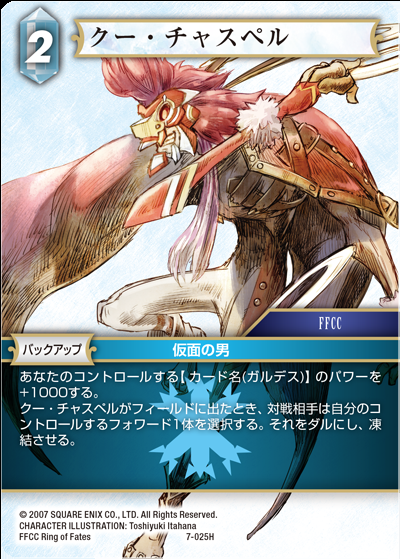 2
クー・チャスペル
FFCC
バックアップ
仮面の男
あなたのコントロールする【カード名(ガルデス)】のパワーを
+1000する。
クー・チャスペルがフィールドに出たとき、対戦相手は自分のコ
ントロールするフォワード1体を選択する。それをダルにし、凍
結させる。
© 2007 SQUARE ENIX CO., LTD. All Rights Reserved.
CHARACTER ILLUSTRATION: Toshiyuki Itahana
FFCC Ring of Fates 7-025H